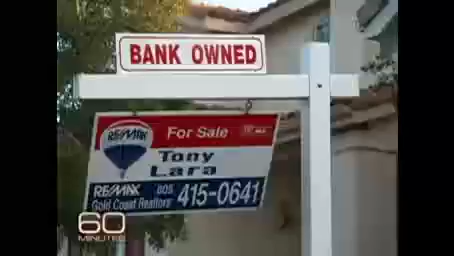 BANK OWNED
RE/MAX
For Sale
Tony
Lara
RE/MAX 805 415-0641
Gold Coast Realtors
60
MINUTES